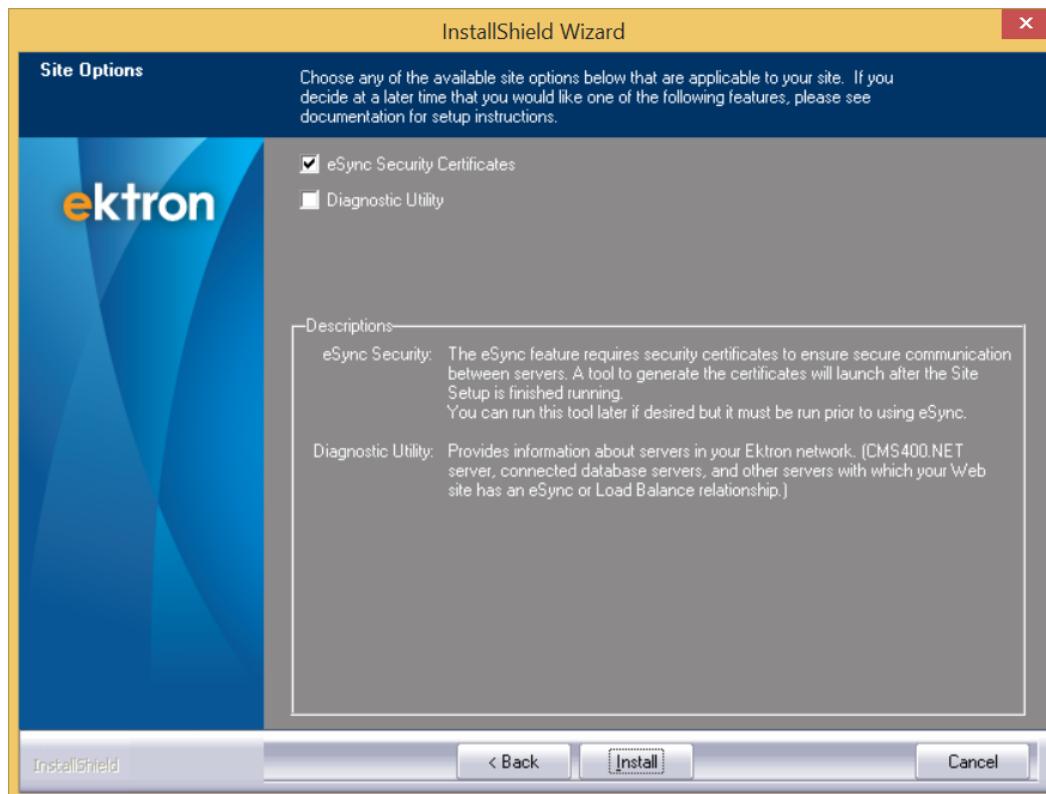 InstallShield Wizard
Site Options
Choose any of the available site options below that are applicable to your site. If you
decide at a later time that you would like one of the following features, please see
documentation for setup instructions.
ektron
eSync Security Certificates
Diagnostic Utility
Descriptions
eSync Security: The eSync feature requires security certificates to ensure secure communication
between servers. A tool to generate the certificates will launch after the Site
Setup is finished running.
You can run this tool later if desired but it must be run prior to using eSync.
Diagnostic Utility: Provides information about servers in your Ektron network. (CMS400.NET
server, connected database servers, and other servers with which your Web
site has an eSync or Load Balance relationship.)
InstallShield
< Back Install Cancel